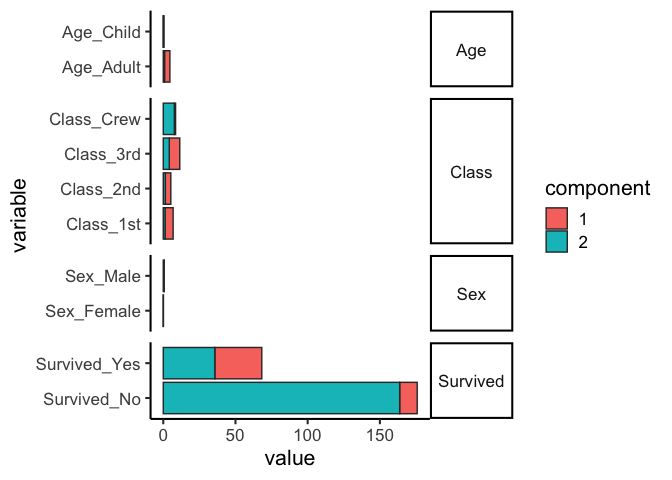 Age_Child
Age_Adult
Age
Class_Crew
Class_3rd
Class_2nd
Class_1st
Class
Sex_Male
Sex_Female
Sex
Survived_Yes
Survived_No
Survived
0 50 100 150
value
variable
component
1
2